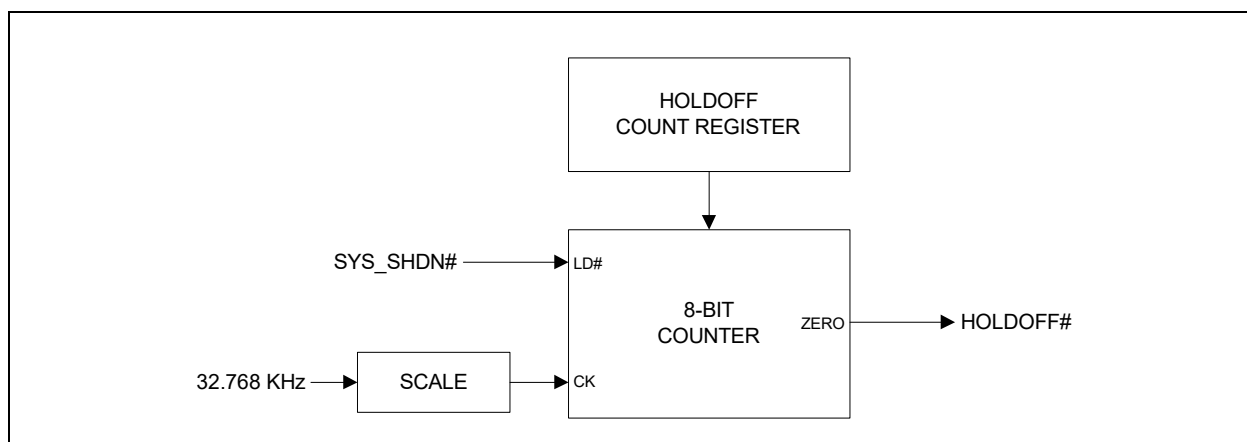 HOLDOFF
COUNT REGISTER
SYS_SHDN#
LD#
8-BIT
COUNTER
ZERO
HOLDOFF#
32.768 KHz
SCALE
CK